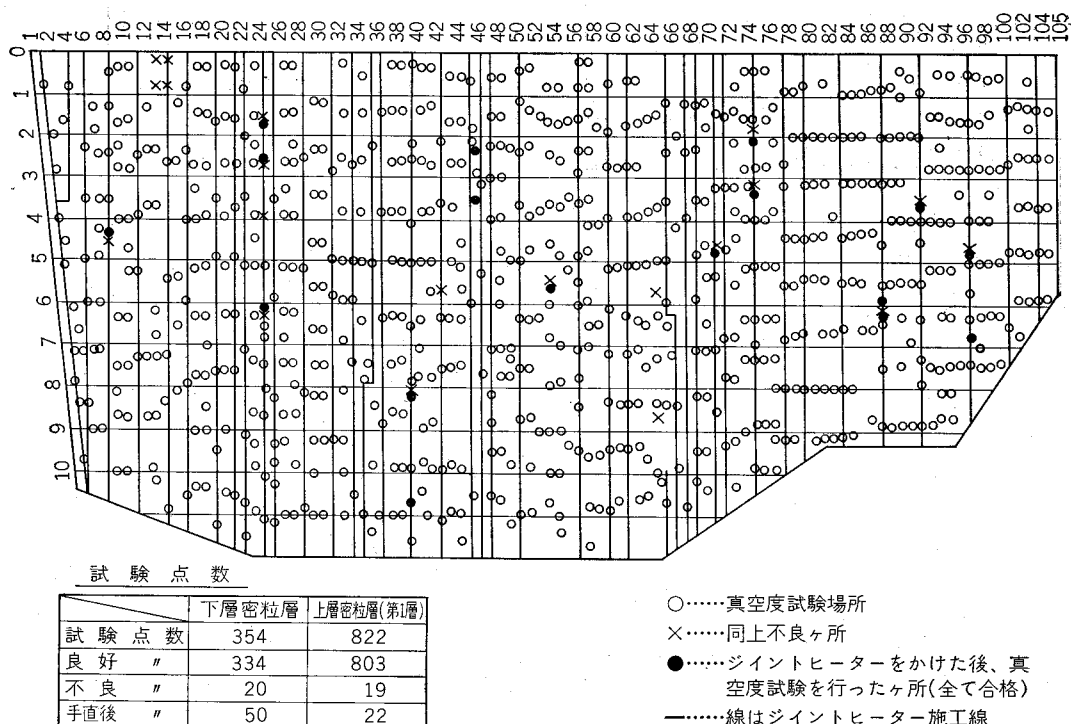 1 2 4 6 8 10 12 14 16 18 20 22 24 26 28 30 32 34 36 38 40 42 44 46 48 50 52 54 56 58 60 62 64 66 68 70 72 74 76 78 80 82 84 86 88 90 92 94 96 98 100 102 104 105
0
1
2
3
4
5
6
7
8
9
10
試験点数
下層密粒層 上層密粒層(第1層)
試験点数 354 822
良好 〃 334 803
不良 〃 20 19
手直後 〃 50 22
○……真空度試験場所
×……同上不良ヶ所
●……ジイントヒーターをかけた後、真
空度試験を行ったヶ所(全て合格)
━……線はジイントヒーター施工線